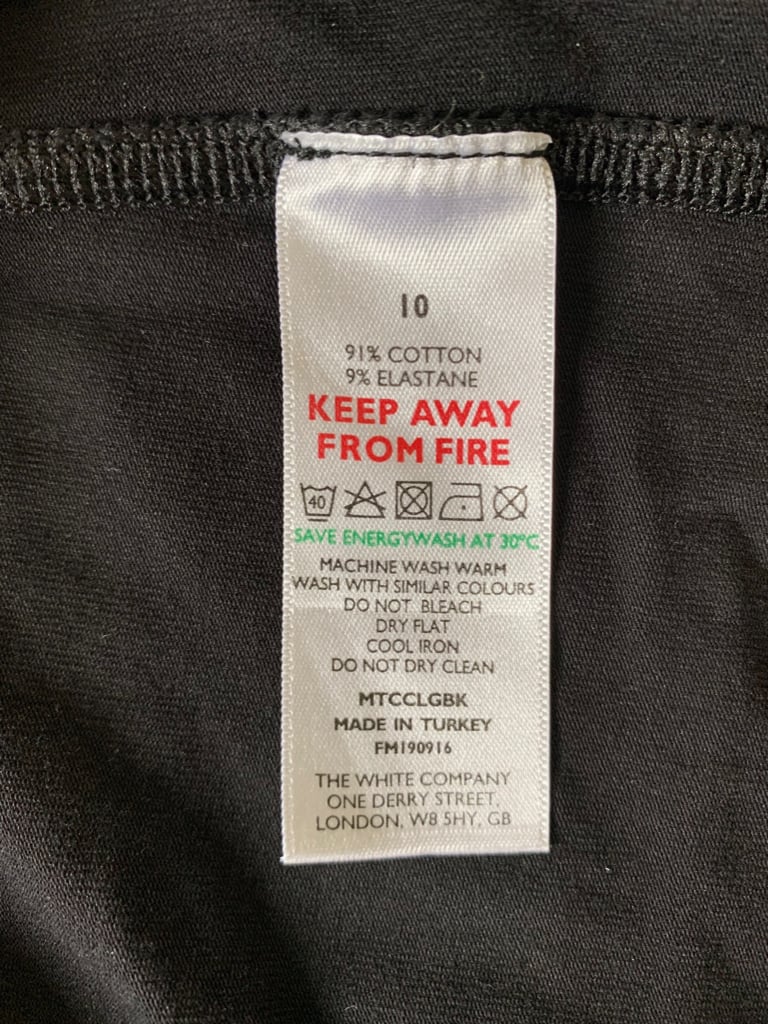 10
91% COTTON
9% ELASTANE
KEEP AWAY
FROM FIRE
40
SAVE ENERGYWASH AT 30°C
MACHINE WASH WARM
WASH WITH SIMILAR COLOURS
DO NOT BLEACH
DRY FLAT
COOL IRON
DO NOT DRY CLEAN
MTCCLGBK
MADE IN TURKEY
FM190916
THE WHITE COMPANY
ONE DERRY STREET,
LONDON, W8 5HY, GB